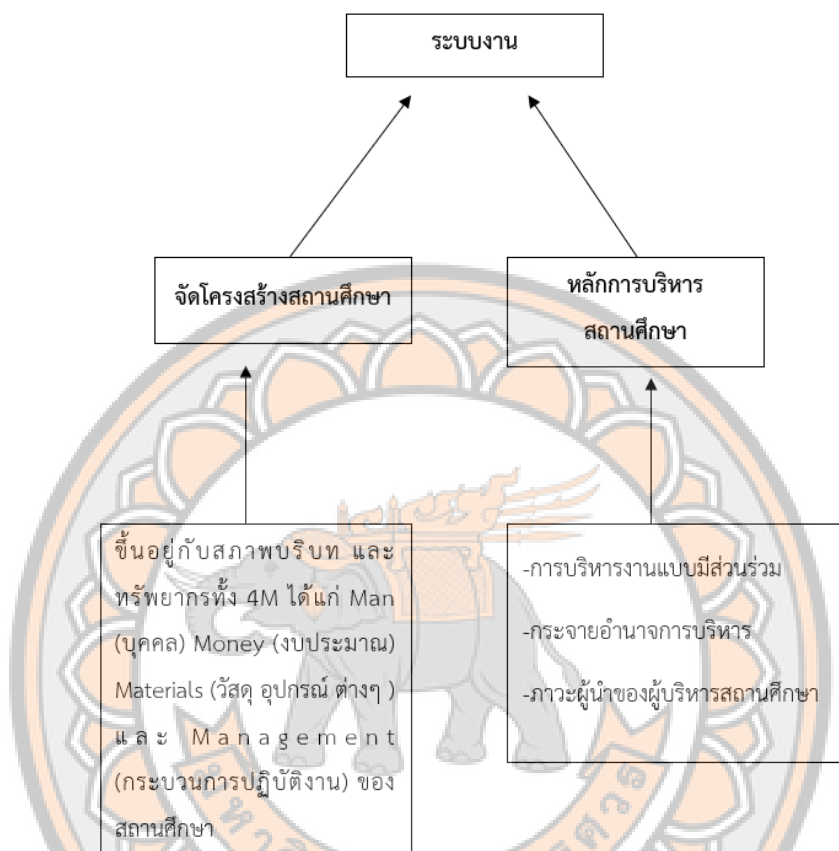 ระบบงาน
จัดโครงสร้างสถานศึกษา
หลักการบริหาร
สถานศึกษา
ขึ้นอยู่กับสภาพบริบท และ
ทรัพยากรทั้ง 4M ได้แก่ Man
(บุคคล) Money (งบประมาณ)
Materials (วัสดุ อุปกรณ์ ต่างๆ )
และ Management
(กระบวนการปฏิบัติงาน) ของ
สถานศึกษา
-การบริหารงานแบบมีส่วนร่วม
-กระจายอำนาจการบริหาร
-ภาวะผู้นำของผู้บริหารสถานศึกษา